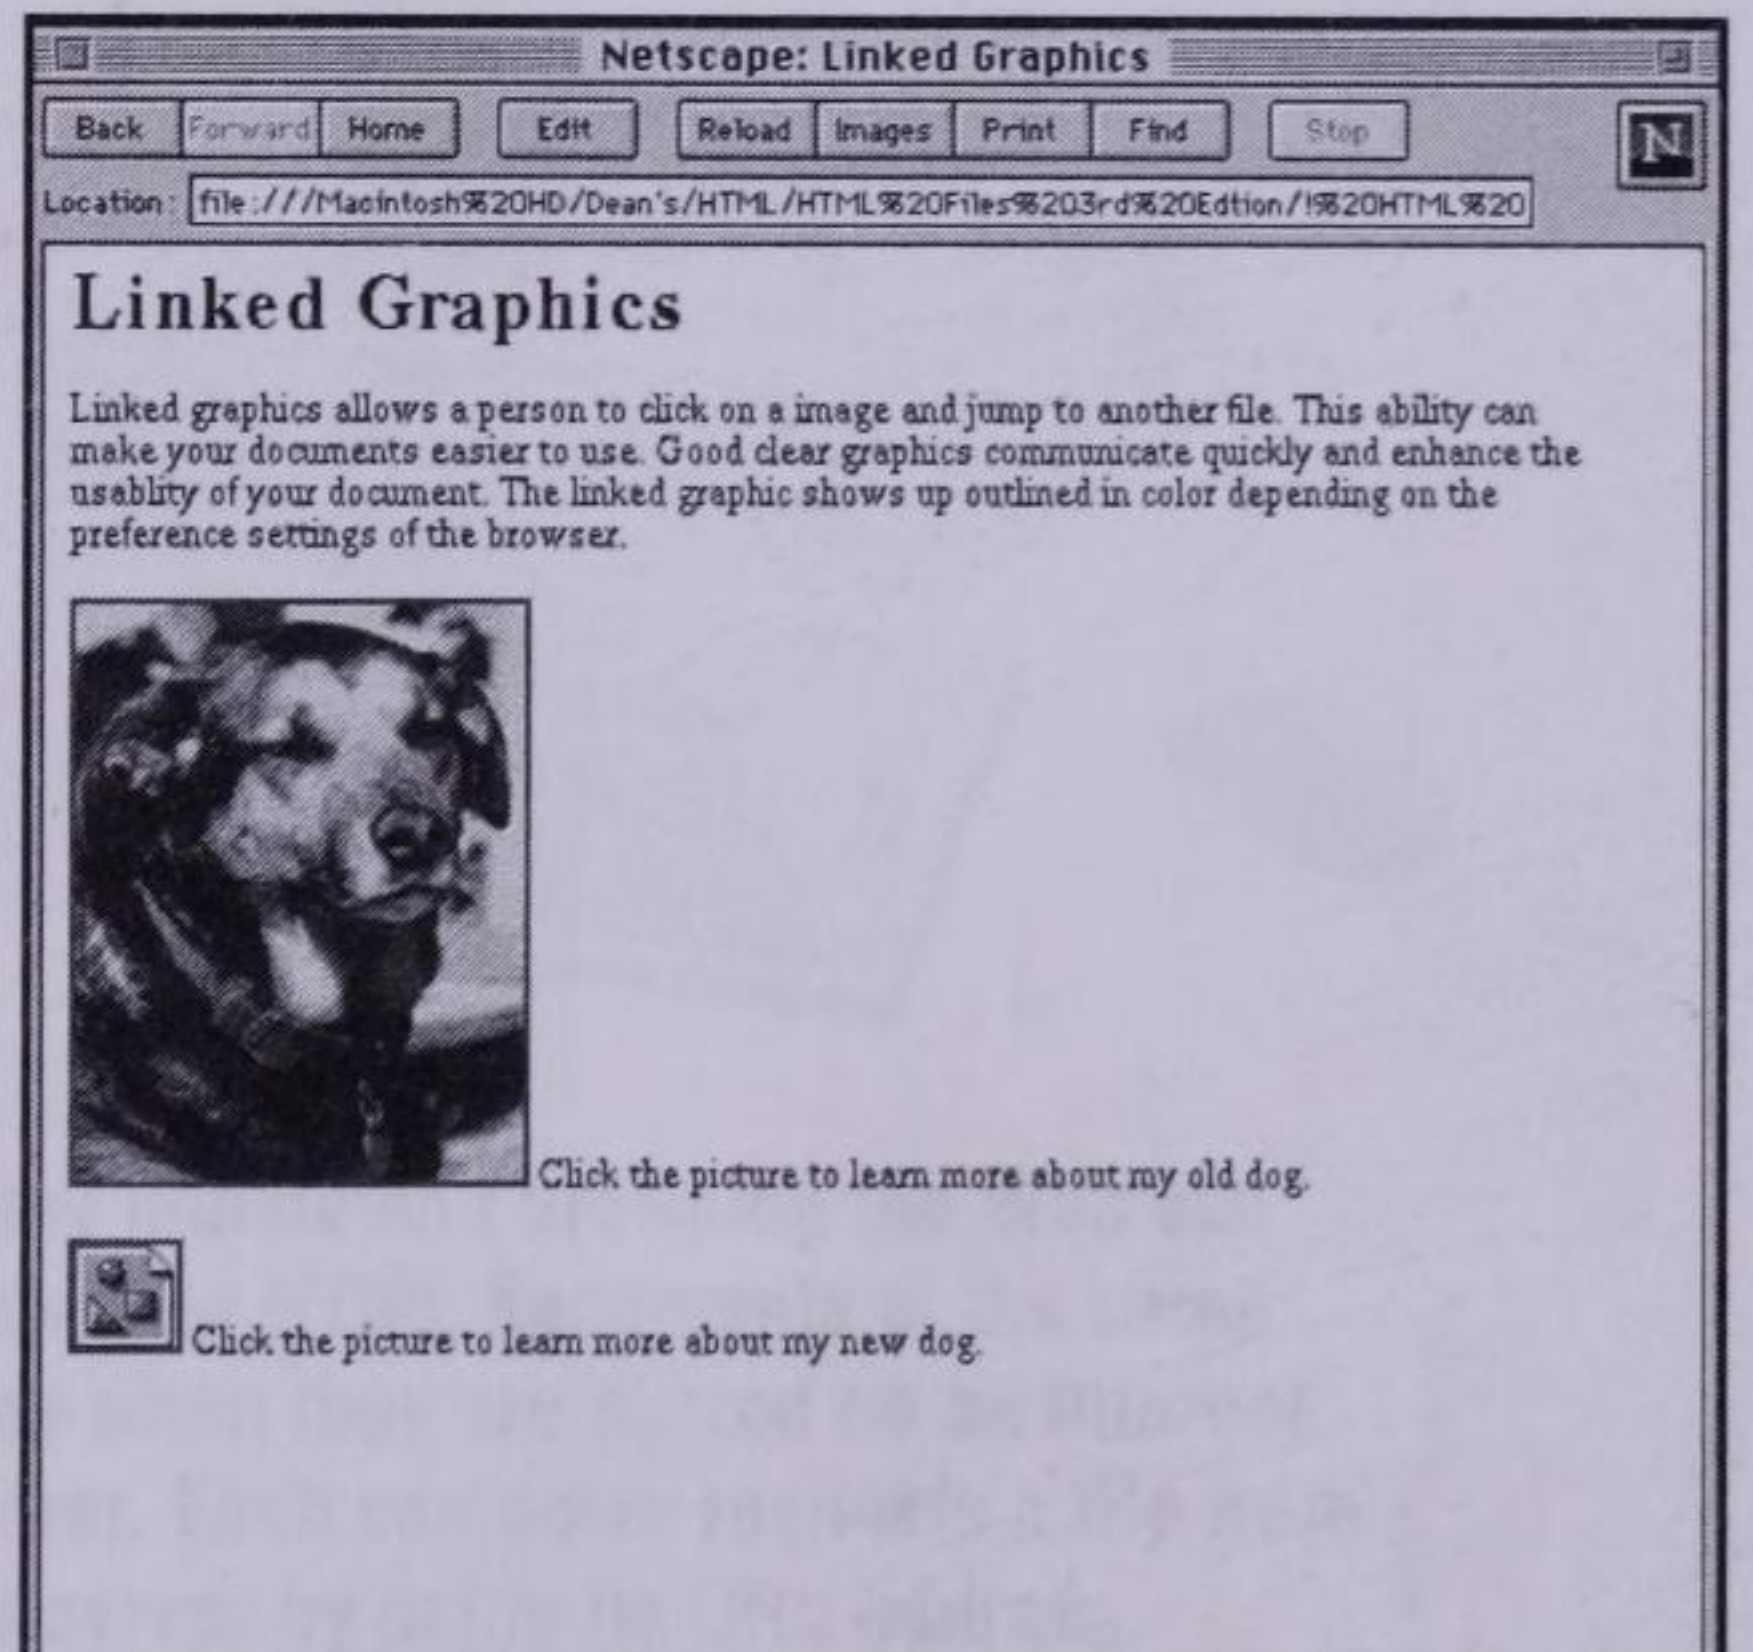 Netscape: Linked Graphics
Back Forward Home Edit Reload Images Print Find Stop
N
Location: file:///Macintosh%20HD/Dean's/HTML/HTML%20Files%203rd%20Edtion/!%20HTML%20
Linked Graphics
Linked graphics allows a person to click on a image and jump to another file. This ability can
make your documents easier to use. Good clear graphics communicate quickly and enhance the
usablity of your document. The linked graphic shows up outlined in color depending on the
preference settings of the browser.
Click the picture to learn more about my old dog.
Click the picture to learn more about my new dog.